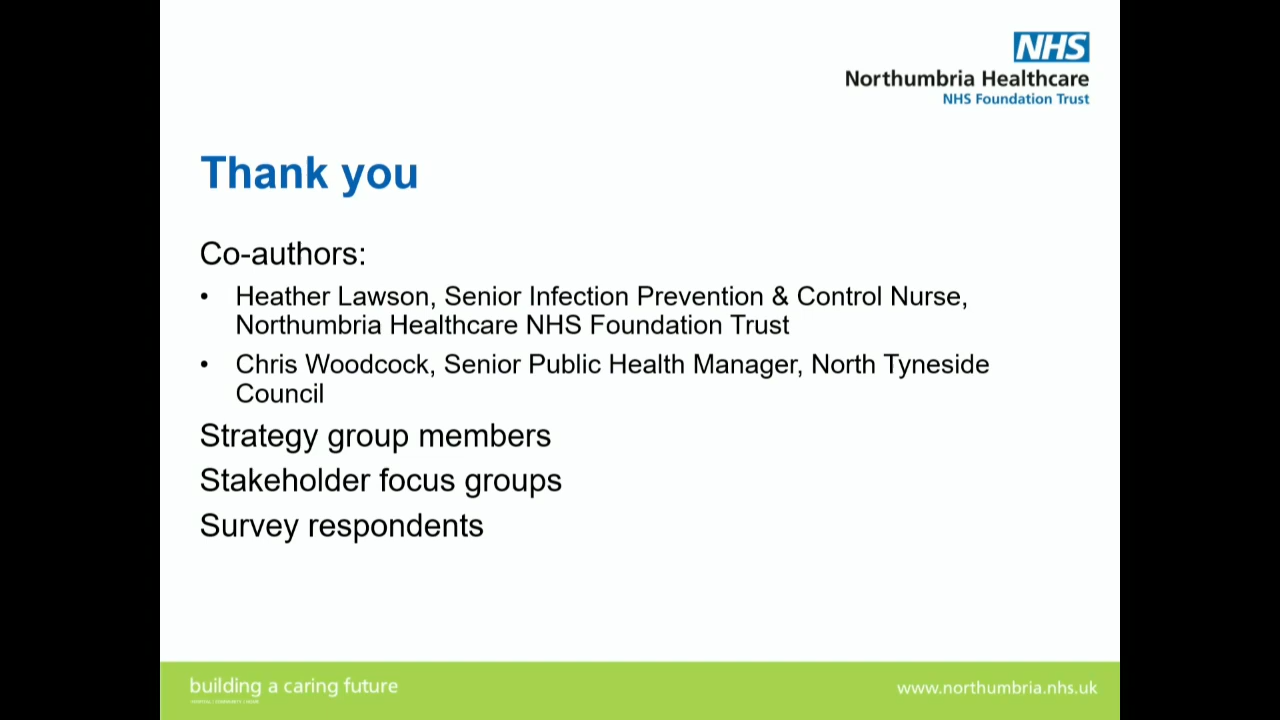 NHS
Northumbria Healthcare
NHS Foundation Trust
Thank you
Co-authors:
• Heather Lawson, Senior Infection Prevention & Control Nurse,
Northumbria Healthcare NHS Foundation Trust
• Chris Woodcock, Senior Public Health Manager, North Tyneside
Council
Strategy group members
Stakeholder focus groups
Survey respondents
building a caring future
www.northumbria.nhs.uk